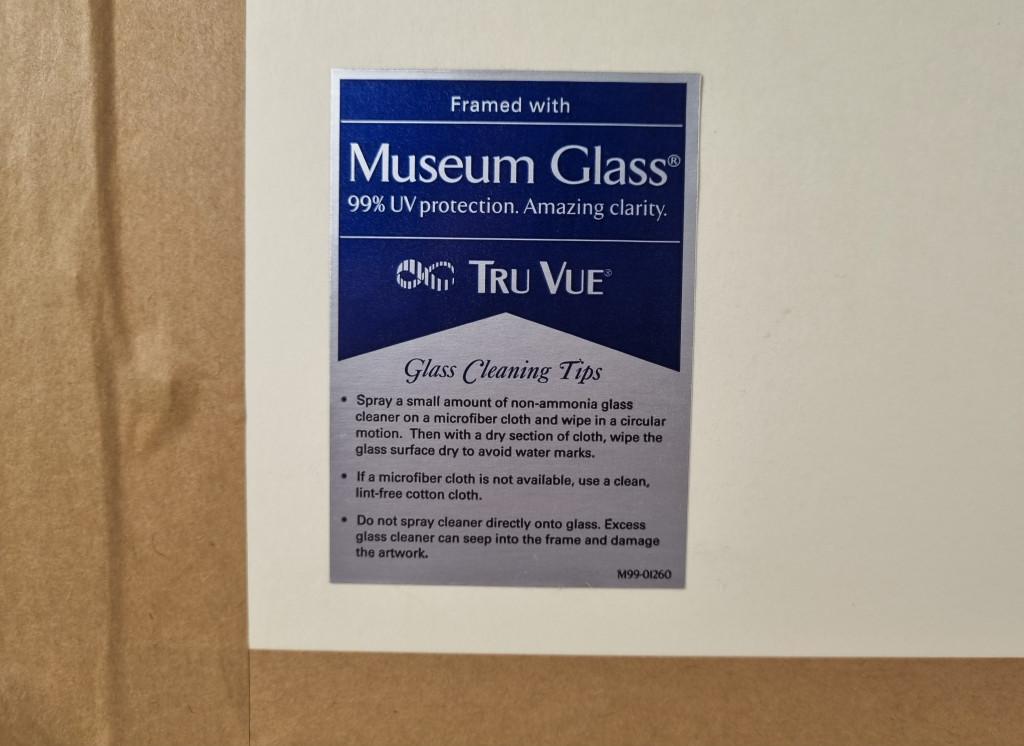 Framed with
Museum Glass®
99% UV protection. Amazing clarity.
TRU VUE®
Glass Cleaning Tips
• Spray a small amount of non-ammonia glass
cleaner on a microfiber cloth and wipe in a circular
motion. Then with a dry section of cloth, wipe the
glass surface dry to avoid water marks.
• If a microfiber cloth is not available, use a clean,
lint-free cotton cloth.
• Do not spray cleaner directly onto glass. Excess
glass cleaner can seep into the frame and damage
the artwork.
M99-01260